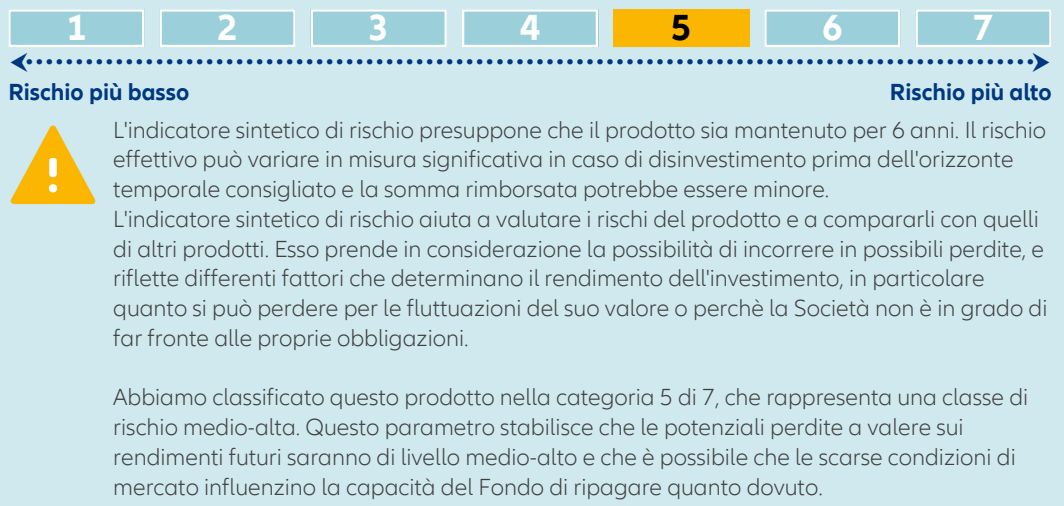 1 2 3 4 5 6 7
Rischio più basso Rischio più alto
L'indicatore sintetico di rischio presuppone che il prodotto sia mantenuto per 6 anni. Il rischio
effettivo può variare in misura significativa in caso di disinvestimento prima dell'orizzonte
temporale consigliato e la somma rimborsata potrebbe essere minore.
L'indicatore sintetico di rischio aiuta a valutare i rischi del prodotto e a compararli con quelli
di altri prodotti. Esso prende in considerazione la possibilità di incorrere in possibili perdite, e
riflette differenti fattori che determinano il rendimento dell'investimento, in particolare
quanto si può perdere per le fluttuazioni del suo valore o perchè la Società non è in grado di
far fronte alle proprie obbligazioni.
Abbiamo classificato questo prodotto nella categoria 5 di 7, che rappresenta una classe di
rischio medio-alta. Questo parametro stabilisce che le potenziali perdite a valere sui
rendimenti futuri saranno di livello medio-alto e che è possibile che le scarse condizioni di
mercato influenzino la capacità del Fondo di ripagare quanto dovuto.